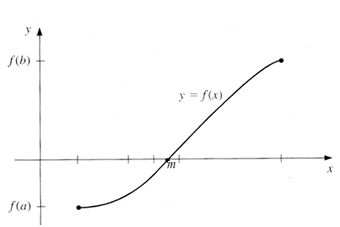 y
f(b)
y = f(x)
m
x
f(a)